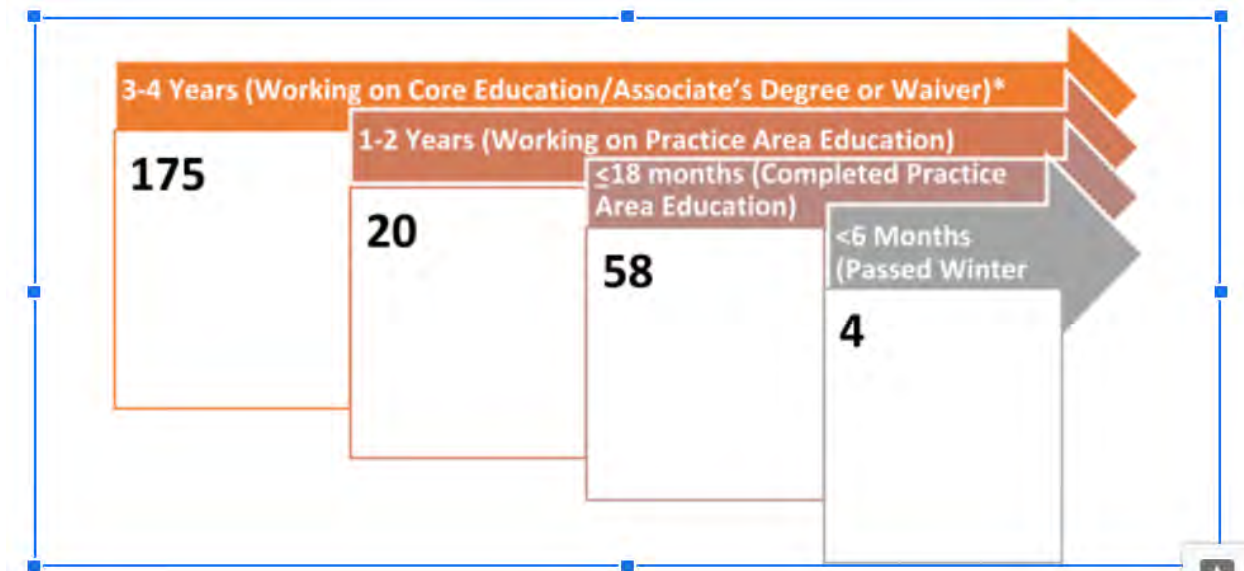 3-4 Years (Working on Core Education/Associate's Degree or Waiver)*
175
1-2 Years (Working on Practice Area Education)
20
≤18 months (Completed Practice
Area Education)
58
<6 Months
(Passed Winter
4